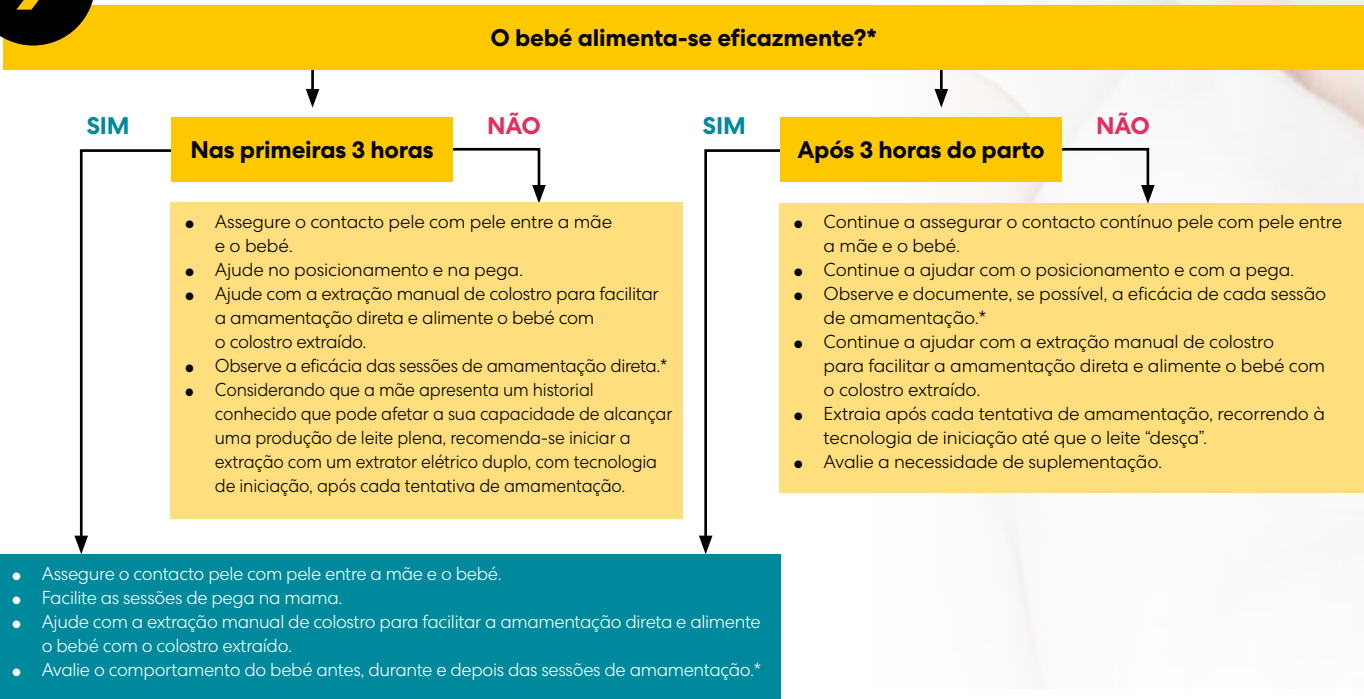 O bebé alimenta-se eficazmente?*
SIM
Nas primeiras 3 horas
NÃO
SIM
Após 3 horas do parto
NÃO
● Assegure o contacto pele com pele entre a mãe
e o bebé.
● Ajude no posicionamento e na pega.
● Ajude com a extração manual de colostro para facilitar
a amamentação direta e alimente o bebé com
o colostro extraído.
● Observe a eficácia das sessões de amamentação direta.*
● Considerando que a mãe apresenta um historial
conhecido que pode afetar a sua capacidade de alcançar
uma produção de leite plena, recomenda-se iniciar a
extração com um extrator elétrico duplo, com tecnologia
de iniciação, após cada tentativa de amamentação.
● Continue a assegurar o contacto contínuo pele com pele entre
a mãe e o bebé.
● Continue a ajudar com o posicionamento e com a pega.
● Observe e documente, se possível, a eficácia de cada sessão
de amamentação.*
● Continue a ajudar com a extração manual de colostro
para facilitar a amamentação direta e alimente o bebé com
o colostro extraído.
● Extraia após cada tentativa de amamentação, recorrendo à
tecnologia de iniciação até que o leite “desça”.
● Avalie a necessidade de suplementação.
● Assegure o contacto pele com pele entre a mãe e o bebé.
● Facilite as sessões de pega na mama.
● Ajude com a extração manual de colostro para facilitar a amamentação direta e alimente
o bebé com o colostro extraído.
● Avalie o comportamento do bebé antes, durante e depois das sessões de amamentação.*